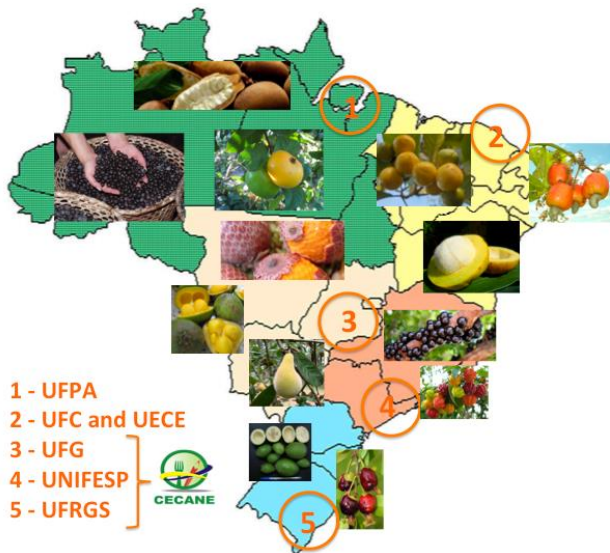 1
2
3
4
5
1 - UFPA
2 - UFC and UECE
3 - UFG
4 - UNIFESP
5 - UFRGS
CECANE